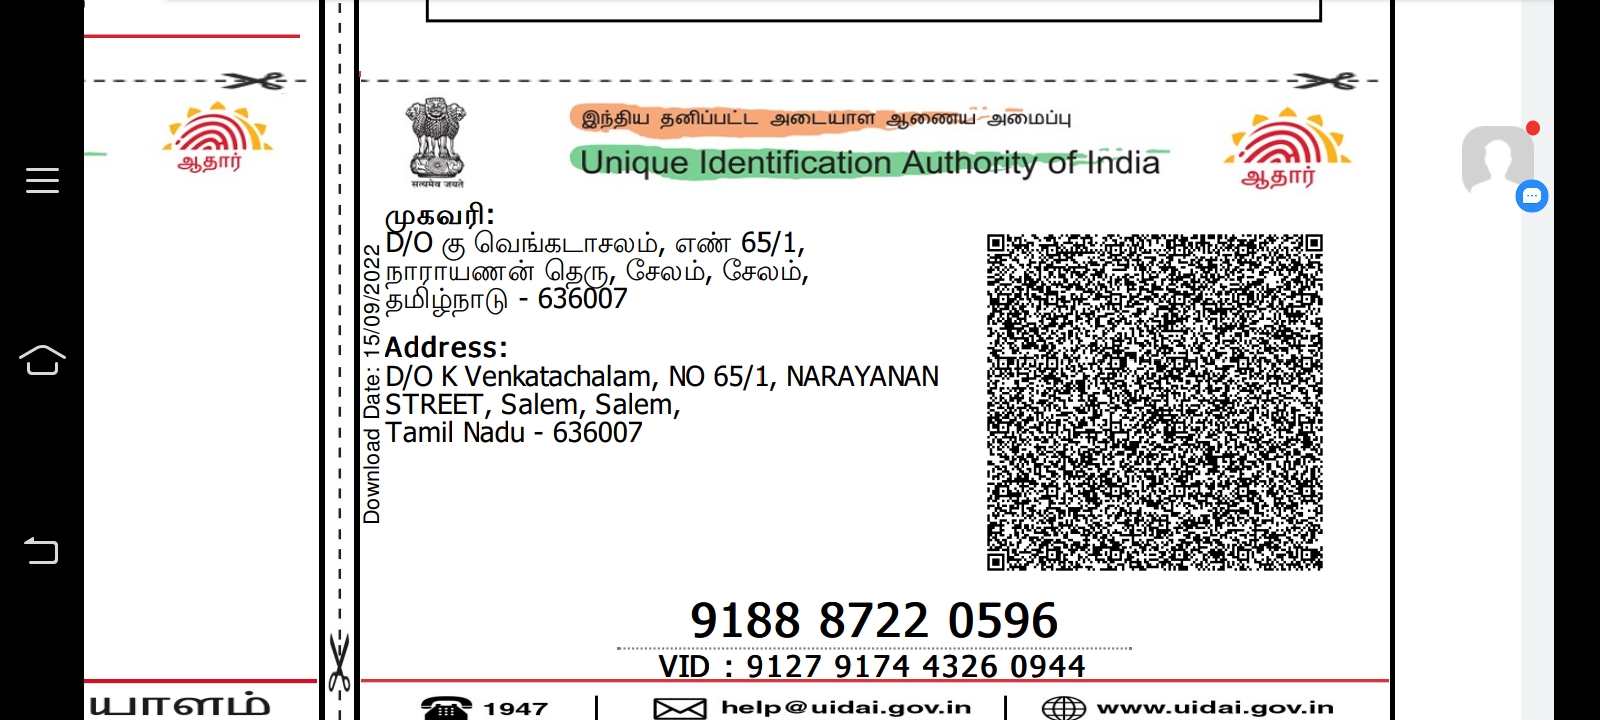 ஆதார்
யாளம்
सत्यमेव जयते
இந்திய தனிப்பட்ட அடையாள ஆணைய அமைப்பு
Unique Identification Authority of India
ஆதார்
முகவரி:
D/O கு வெங்கடாசலம், எண் 65/1,
நாராயணன் தெரு, சேலம், சேலம்,
தமிழ்நாடு - 636007
Download Date: 15/09/2022
Address:
D/O K Venkatachalam, NO 65/1, NARAYANAN
STREET, Salem, Salem,
Tamil Nadu - 636007
9188 8722 0596
VID : 9127 9174 4326 0944
1947 | help@uidai.gov.in | www.uidai.gov.in